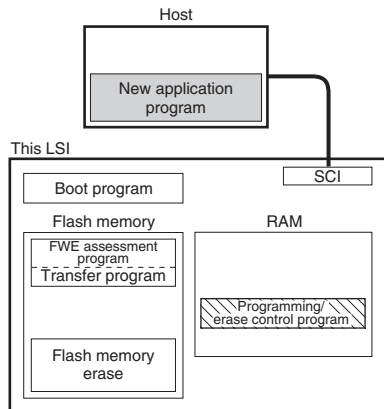 Host
New application
program
This LSI
SCI
Boot program
Flash memory
RAM
FWE assessment
program
Transfer program
Programming/
erase control program
Flash memory
erase